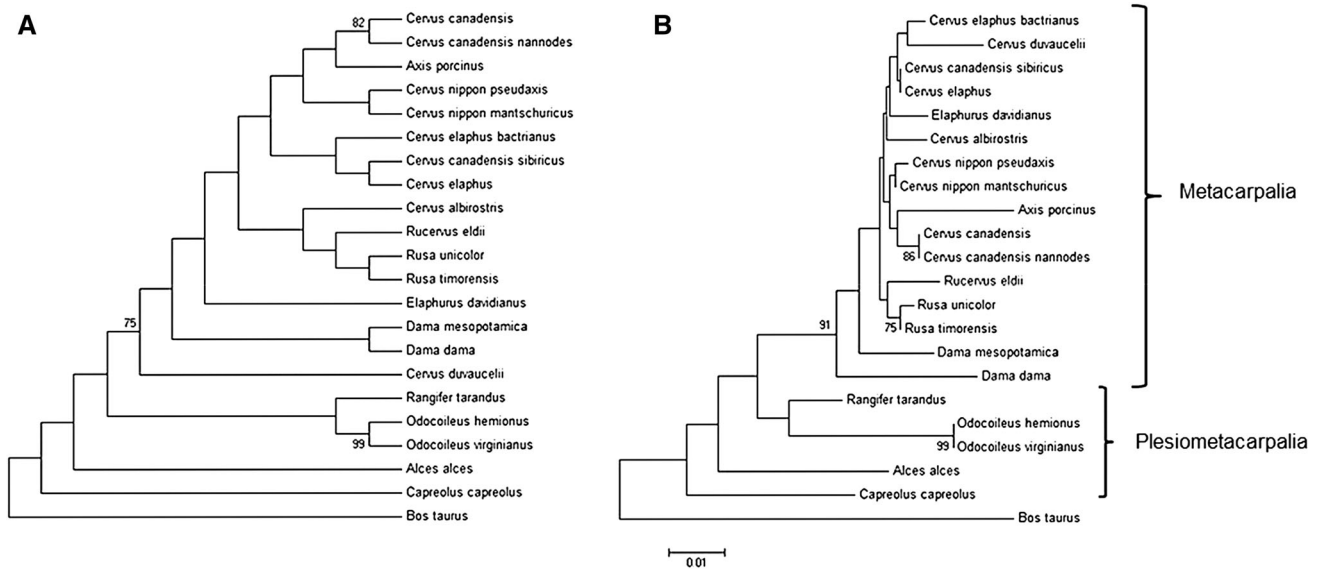 A
82
Cervus canadensis
Cervus canadensis nannodes
Axis porcinus
Cervus nippon pseudaxis
Cervus nippon mantschuricus
Cervus elaphus bactrianus
Cervus canadensis sibiricus
Cervus elaphus
Cervus albirostris
Rucervus eldii
Rusa unicolor
Rusa timorensis
Elaphurus davidianus
75
Dama mesopotamica
Dama dama
Cervus duvaucelii
Rangifer tarandus
Odocoileus hemionus
99
Odocoileus virginianus
Alces alces
Capreolus capreolus
Bos taurus
B
Cervus elaphus bactrianus
Cervus duvaucelii
Cervus canadensis sibiricus
Cervus elaphus
Elaphurus davidianus
Cervus albirostris
Cervus nippon pseudaxis
Cervus nippon mantschuricus
Axis porcinus
Cervus canadensis
86
Cervus canadensis nannodes
Rucervus eldii
Rusa unicolor
75
Rusa timorensis
91
Dama mesopotamica
Dama dama
Rangifer tarandus
Odocoileus hemionus
99
Odocoileus virginianus
Alces alces
Capreolus capreolus
Bos taurus
Metacarpalia
Plesiometacarpalia
0.01